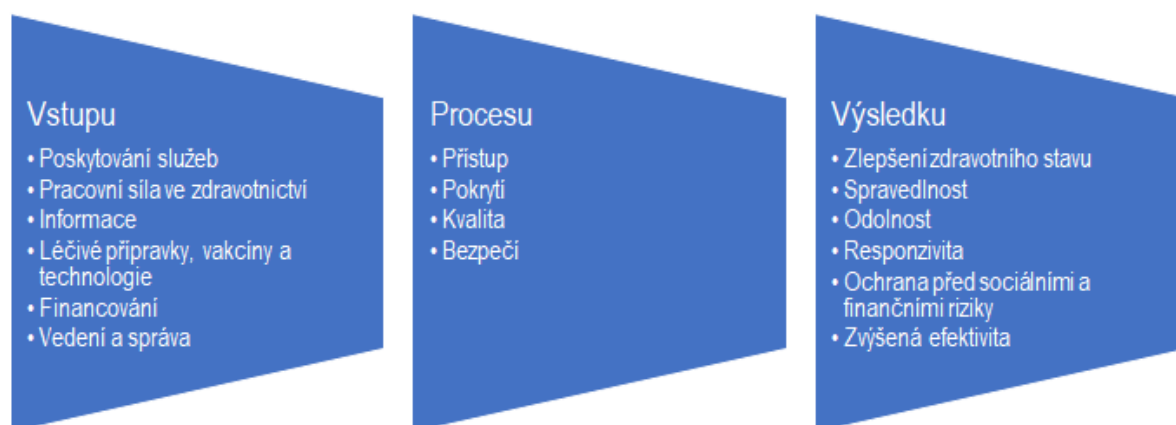 Vstupu
• Poskytování služeb
• Pracovní síla ve zdravotnictví
• Informace
• Léčivé přípravky, vakcíny a
technologie
• Financování
• Vedení a správa
Procesu
• Přístup
• Pokrytí
• Kvalita
• Bezpečí
Výsledku
• Zlepšení zdravotního stavu
• Spravedlnost
• Odolnost
• Responzivita
• Ochrana před sociálními a
finančními riziky
• Zvýšená efektivita